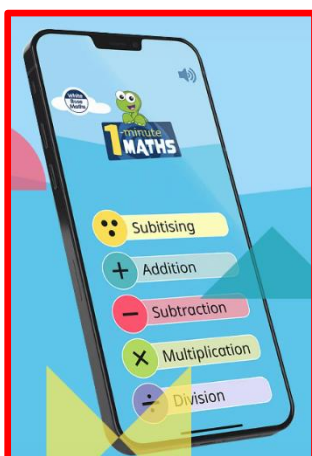 White
Rose
Maths
1-minute
MATHS
Subitising
+ Addition
− Subtraction
× Multiplication
÷ Division